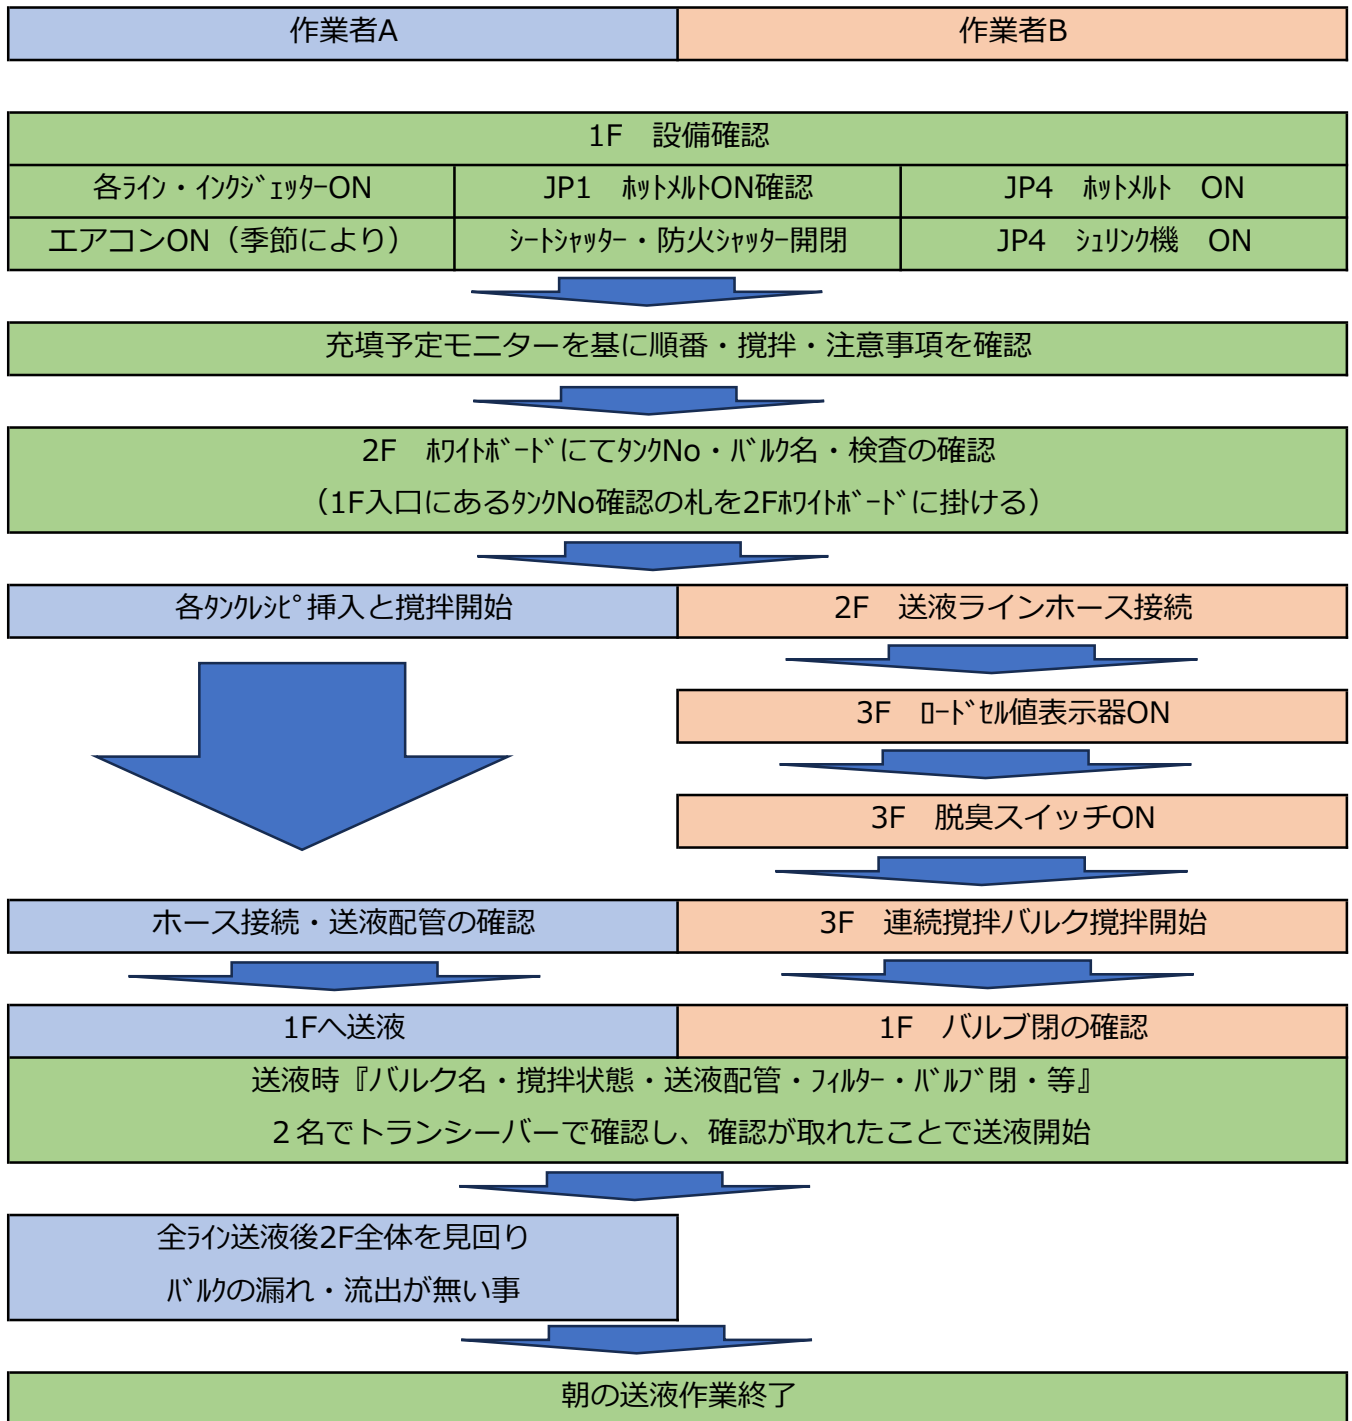 作業者A
作業者B
1F　設備確認
各ﾗｲﾝ・ｲﾝｸｼﾞｪｯﾀｰON
JP1　ﾎｯﾄﾒﾙﾄON確認
JP4　ﾎｯﾄﾒﾙﾄ　ON
エアコンON（季節により）
ｼｰﾄｼｬｯﾀｰ・防火ｼｬｯﾀｰ開閉
JP4　ｼｭﾘﾝｸ機　ON
充填予定モニターを基に順番・撹拌・注意事項を確認
2F　ﾎﾜｲﾄﾎﾞｰﾄﾞにてﾀﾝｸNo・ﾊﾞﾙｸ名・検査の確認
（1F入口にあるﾀﾝｸNo確認の札を2Fﾎﾜｲﾄﾎﾞｰﾄﾞに掛ける）
各ﾀﾝｸﾚｼﾋﾟ挿入と撹拌開始
2F　送液ラインホース接続
3F　ﾛｰﾄﾞｾﾙ値表示器ON
3F　脱臭スイッチON
ホース接続・送液配管の確認
3F　連続撹拌バルク撹拌開始
1Fへ送液
1F　バルブ閉の確認
送液時『バルク名・撹拌状態・送液配管・ﾌｨﾙﾀｰ・ﾊﾞﾙﾌﾞ閉・等』
２名でトランシーバーで確認し、確認が取れたことで送液開始
全ﾗｲﾝ送液後2F全体を見回り
ﾊﾞﾙｸの漏れ・流出が無い事
朝の送液作業終了